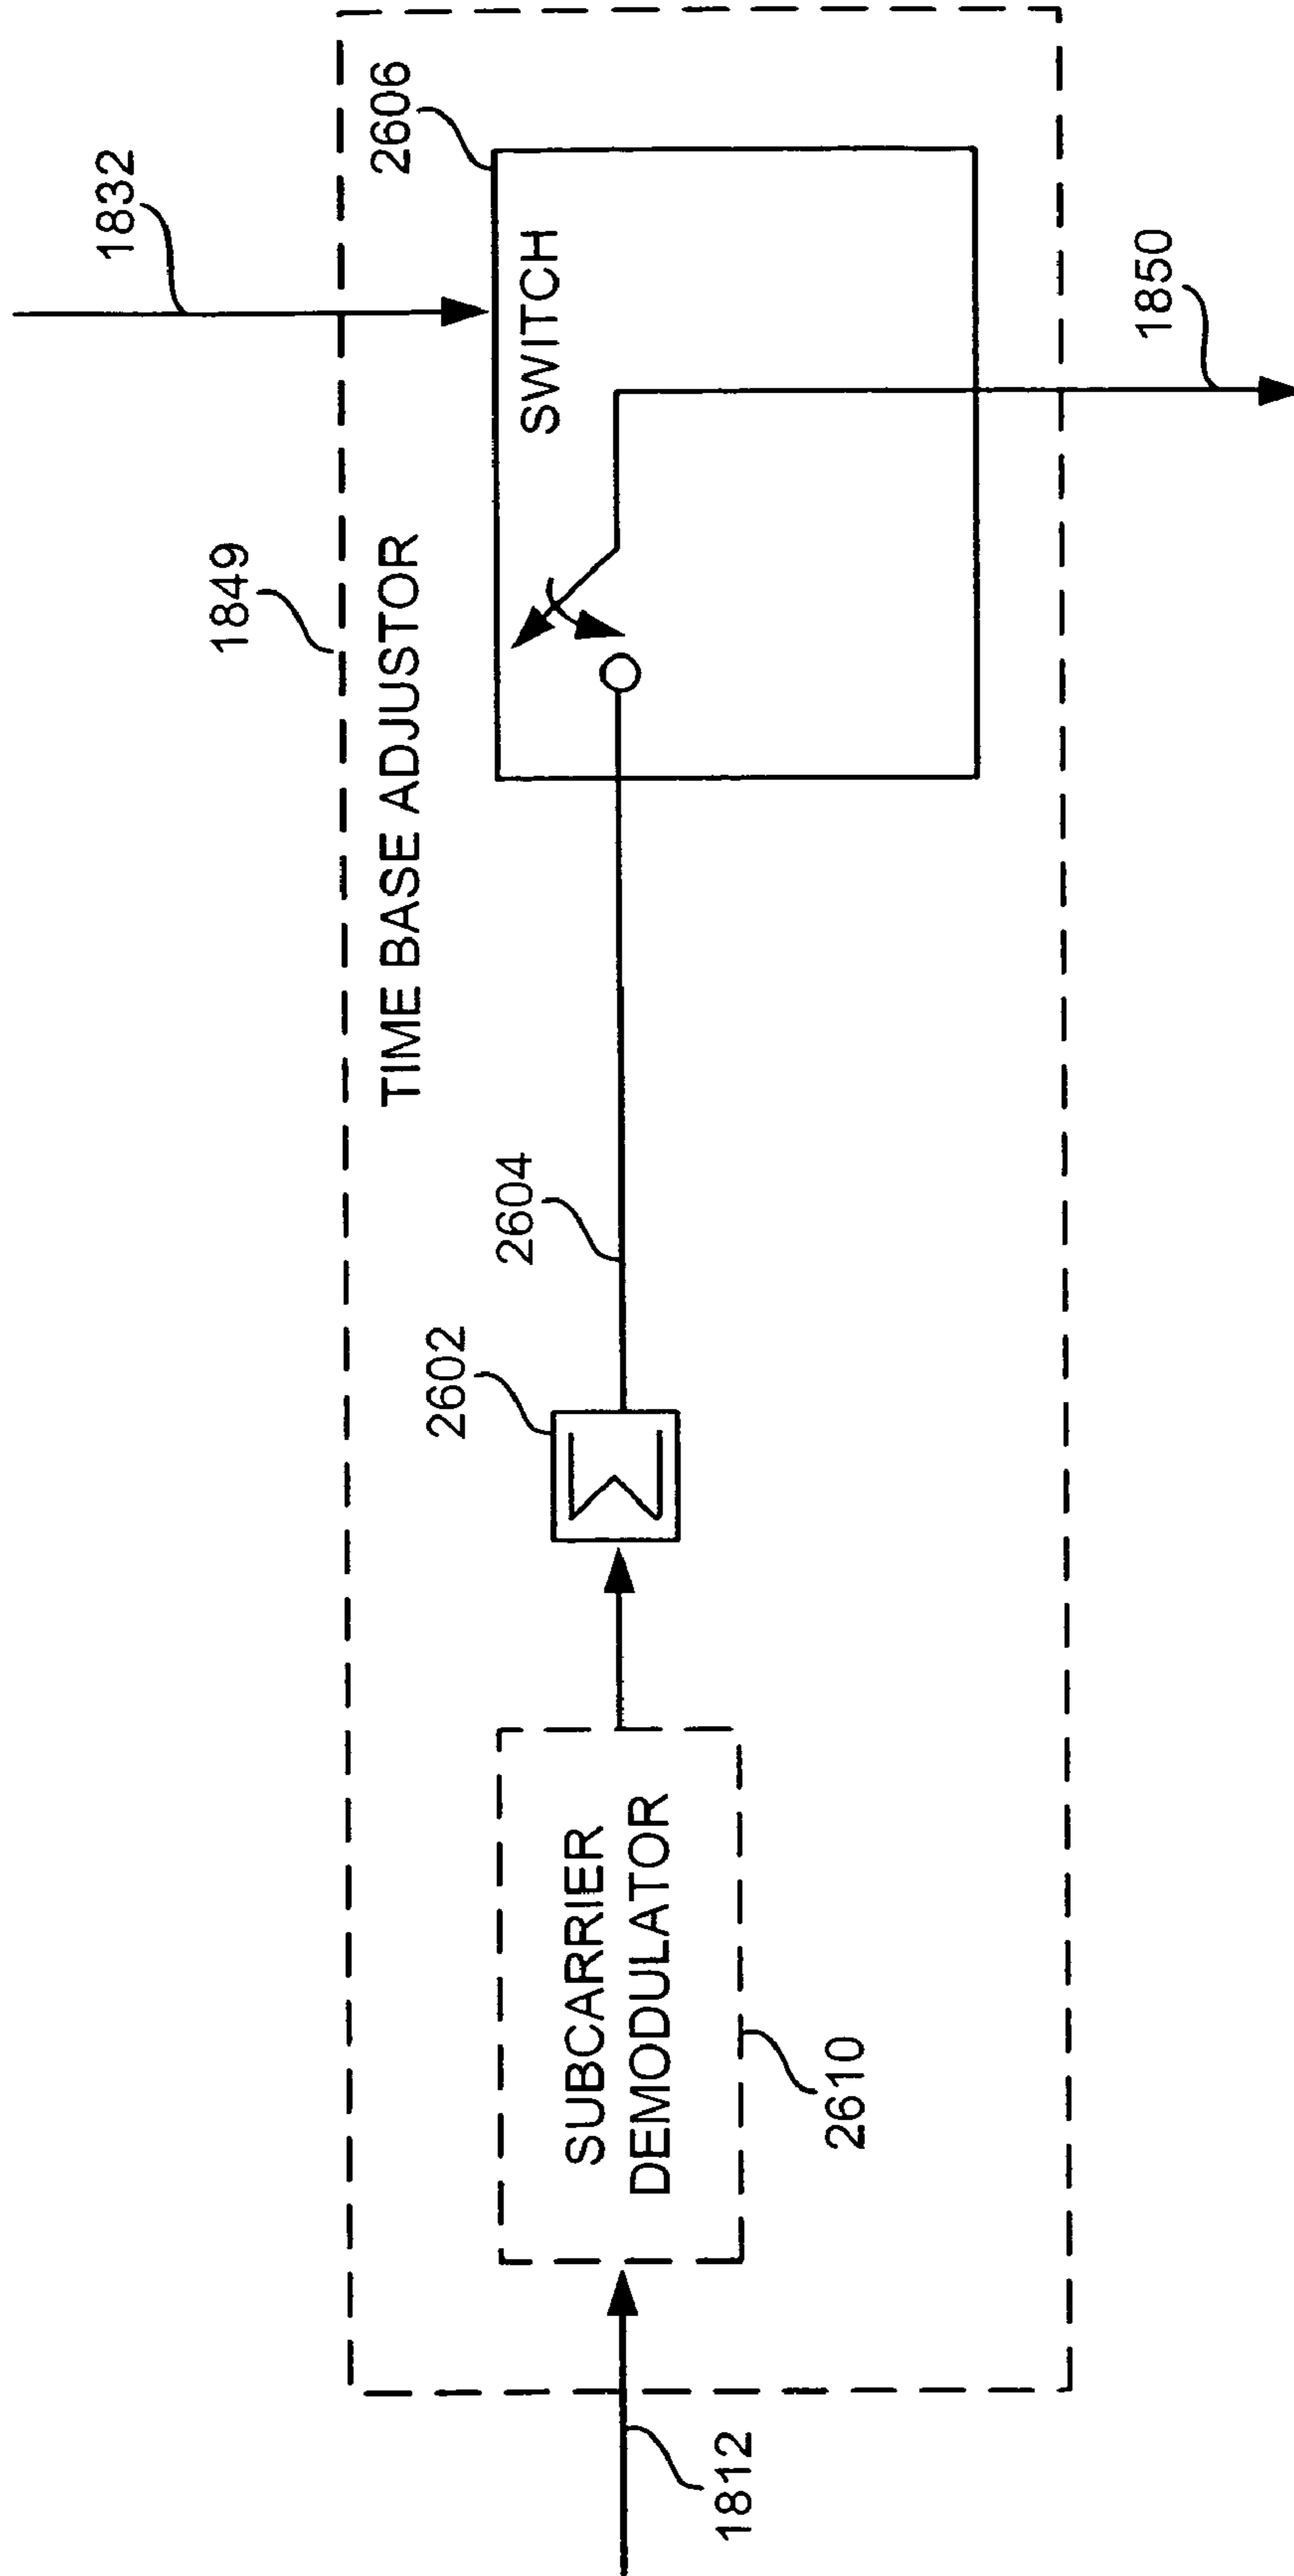 1832
1849
TIME BASE ADJUSTOR
2606
2602
2604
SWITCH
SUBCARRIER
DEMODULATOR
Σ
1812
2610
1850